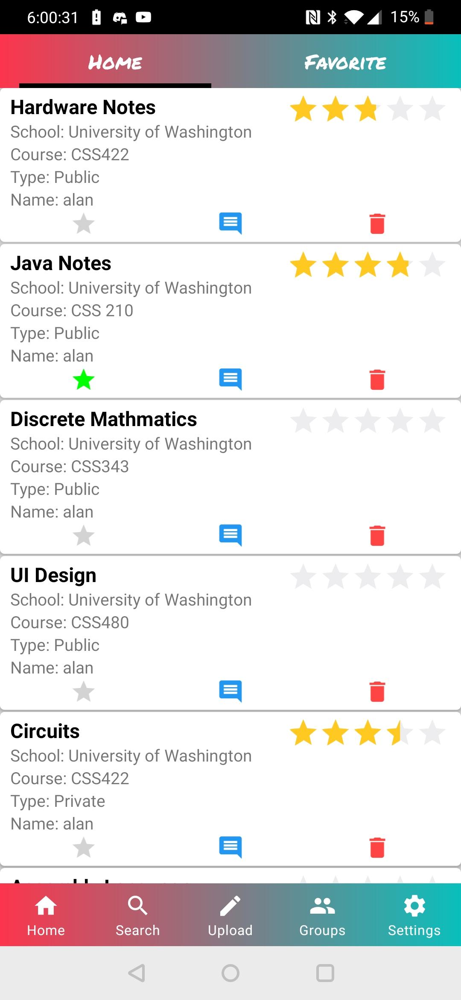 6:00:31
15%
Home
Favorite
Hardware Notes
School: University of Washington
Course: CSS422
Type: Public
Name: alan
Java Notes
School: University of Washington
Course: CSS 210
Type: Public
Name: alan
Discrete Mathmatics
School: University of Washington
Course: CSS343
Type: Public
Name: alan
UI Design
School: University of Washington
Course: CSS480
Type: Public
Name: alan
Circuits
School: University of Washington
Course: CSS422
Type: Private
Name: alan
Home
Search
Upload
Groups
Settings